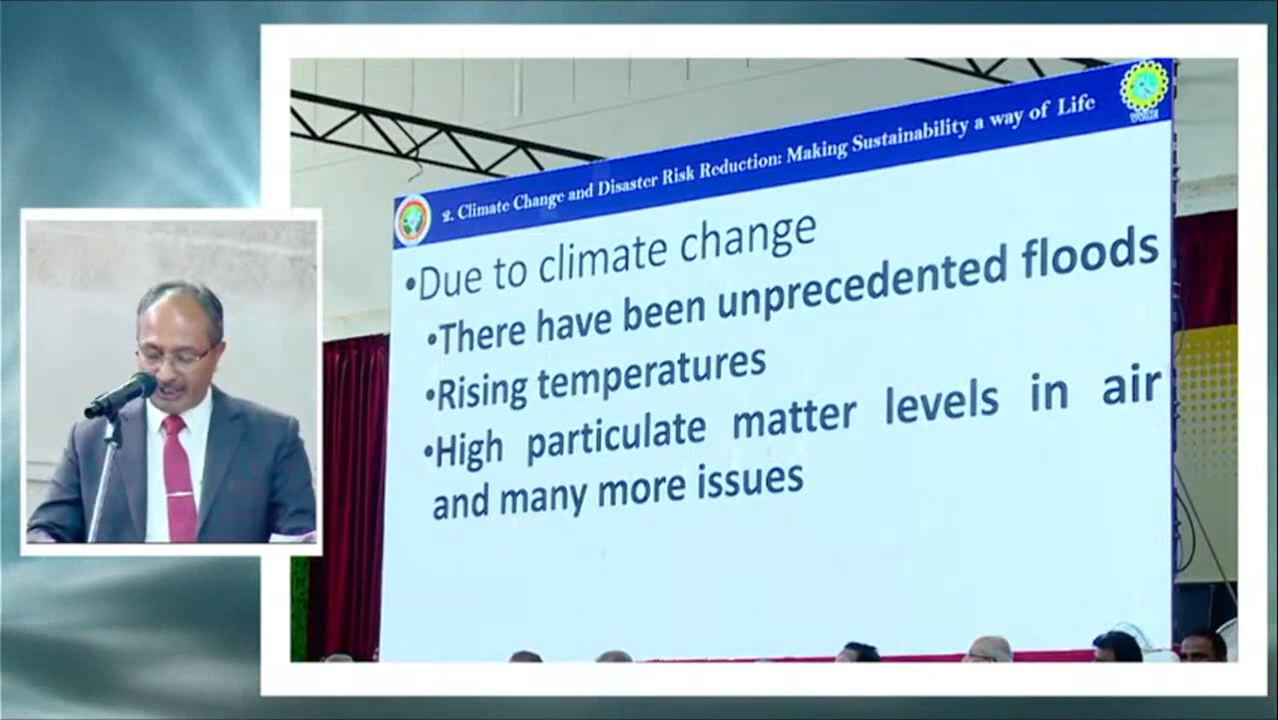 2. Climate Change and Disaster Risk Reduction: Making Sustainability a way of Life
•Due to climate change
•There have been unprecedented floods
•Rising temperatures
•High particulate matter levels in air
and many more issues